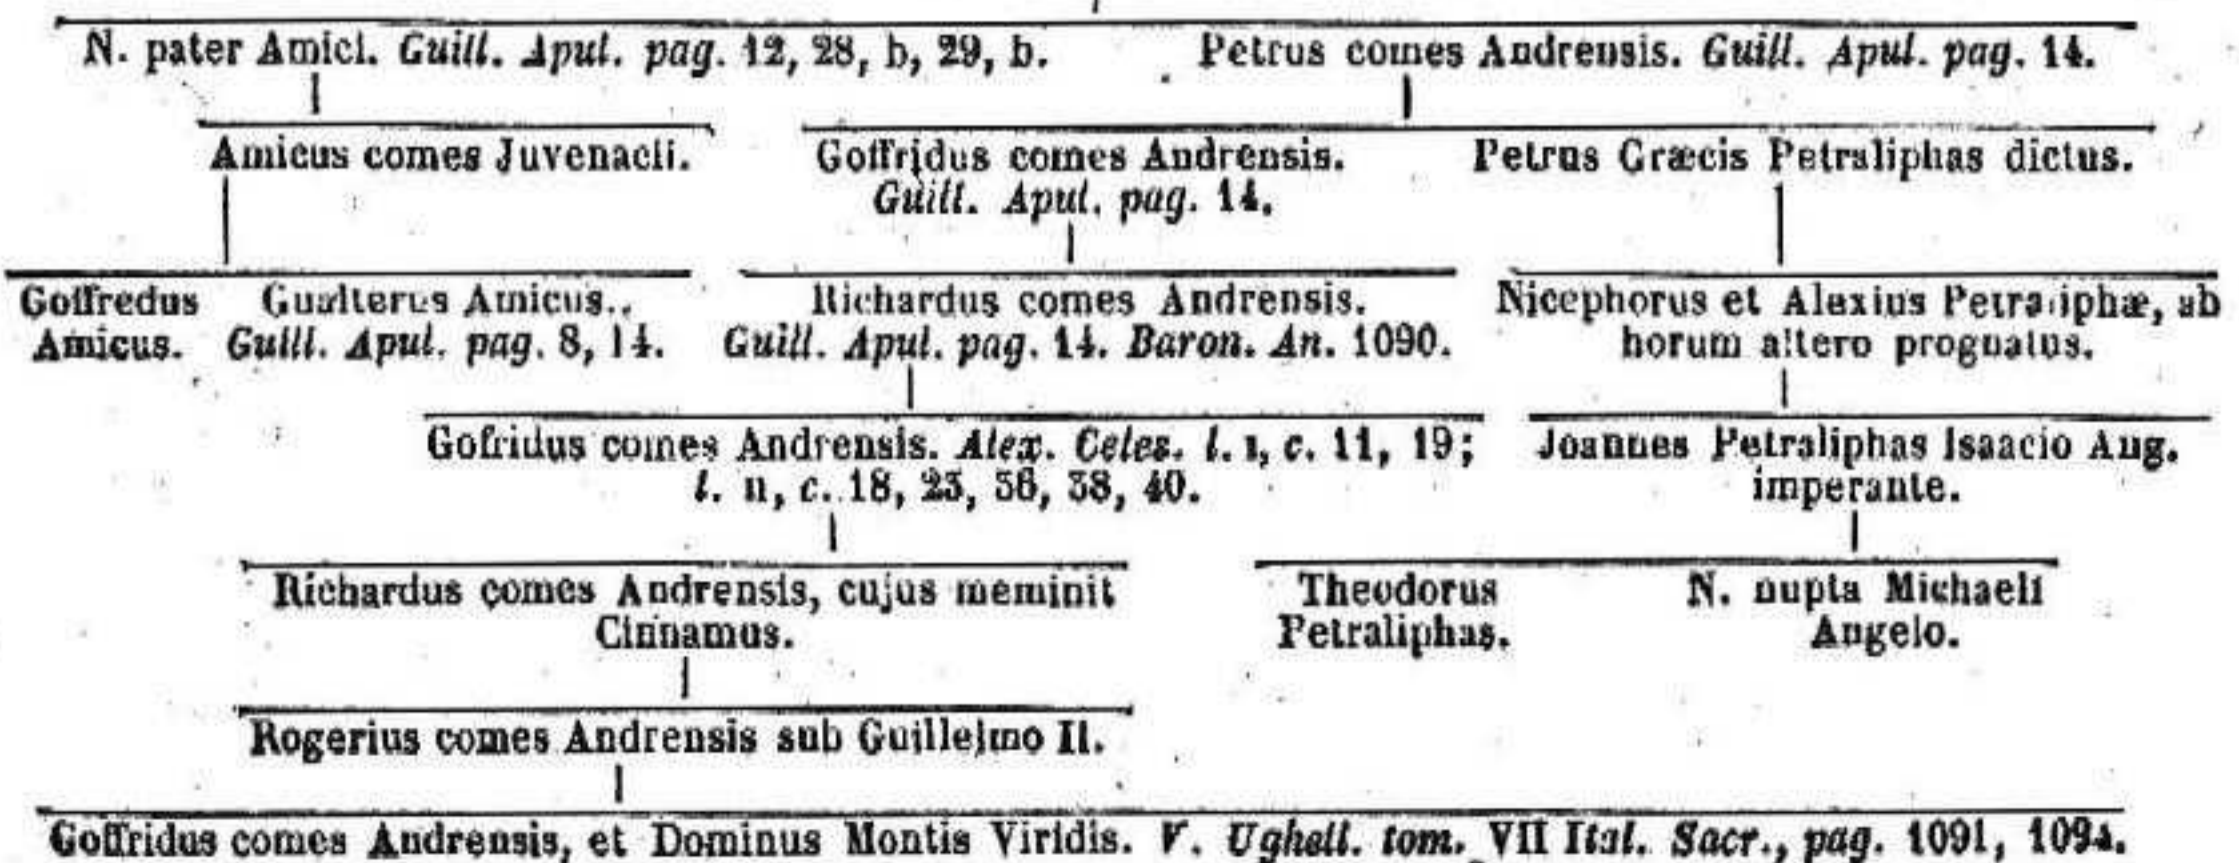 N. pater Amici. Guill. Apul. pag. 12, 28, b, 29, b.
Petrus comes Andrensis. Guill. Apul. pag. 14.
Amicus comes Juvenacii.
Goffridus comes Andrensis.
Guill. Apul. pag. 14.
Petrus Græcis Petraliphas dictus.
Goffredus
Amicus.
Gualterus Amicus.
Guill. Apul. pag. 8, 14.
Richardus comes Andrensis.
Guill. Apul. pag. 14. Baron. An. 1090.
Nicephorus et Alexius Petraliphæ, ab
horum altero prognatus.
Gofridus comes Andrensis. Alex. Celes. l. I, c. 11, 19;
l. II, c. 18, 23, 36, 38, 40.
Joannes Petraliphas Isaacio Aug.
imperante.
Richardus comes Andrensis, cujus meminit
Cinnamus.
Theodorus
Petraliphas.
N. nupta Michaeli
Angelo.
Rogerius comes Andrensis sub Guillelmo II.
Goffridus comes Andrensis, et Dominus Montis Viridis. V. Ughell. tom. VII Ital. Sacr., pag. 1091,